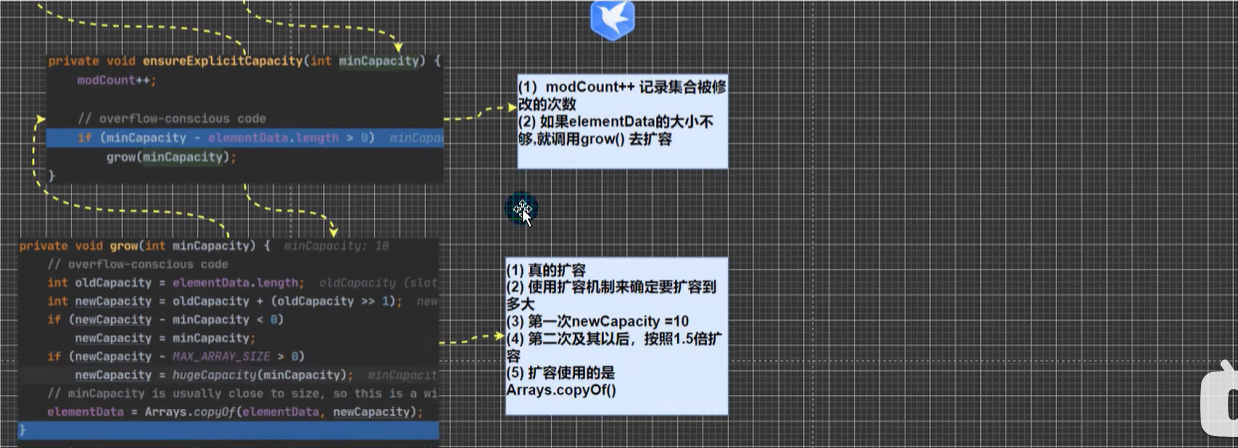 private void ensureExplicitCapacity(int minCapacity) {
modCount++;
// overflow-conscious code
if (minCapacity - elementData.length > 0) minCapa
grow(minCapacity);
}
(1) modCount++ 记录集合被修
改的次数
(2) 如果elementData的大小不
够,就调用grow() 去扩容
private void grow(int minCapacity) { minCapacity: 10
// overflow-conscious code
int oldCapacity = elementData.length; oldCapacity (slot
int newCapacity = oldCapacity + (oldCapacity >> 1); new
if (newCapacity - minCapacity < 0)
newCapacity = minCapacity;
if (newCapacity - MAX_ARRAY_SIZE > 0)
newCapacity = hugeCapacity(minCapacity); minCapacit
// minCapacity is usually close to size, so this is a wi
elementData = Arrays.copyOf(elementData, newCapacity);
}
(1) 真的扩容
(2) 使用扩容机制来确定要扩容到
多大
(3) 第一次newCapacity =10
(4) 第二次及其以后，按照1.5倍扩
容
(5) 扩容使用的是
Arrays.copyOf()